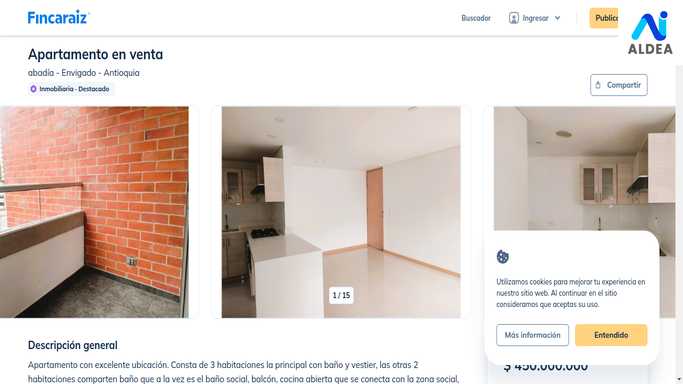 Fincaraíz
Buscador
Ingresar
Public
ALDEA
Apartamento en venta
abadía - Envigado - Antioquia
Inmobiliaria - Destacado
Compartir
1 / 15
Utilizamos cookies para mejorar tu experiencia en
nuestro sitio web. Al continuar en el sitio
consideramos que aceptas su uso.
Más información
Entendido
$ 450.000.000
Descripción general
Apartamento con excelente ubicación. Consta de 3 habitaciones la principal con baño y vestier, las otras 2
habitaciones comparten baño que a la vez es el baño social, balcón, cocina abierta que se conecta con la zona social,